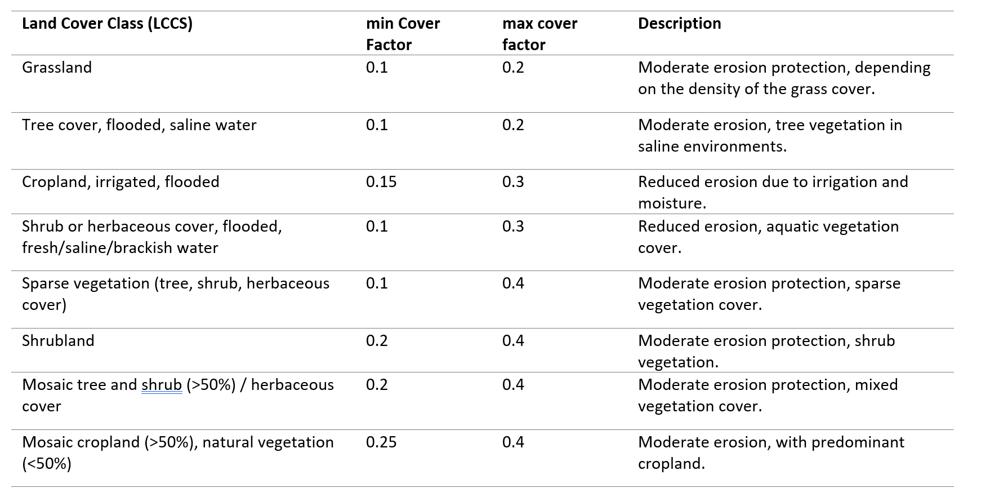 Land Cover Class (LCCS) min Cover Factor max cover factor Description
Grassland 0.1 0.2 Moderate erosion protection, depending
on the density of the grass cover.
Tree cover, flooded, saline water 0.1 0.2 Moderate erosion, tree vegetation in
saline environments.
Cropland, irrigated, flooded 0.15 0.3 Reduced erosion due to irrigation and
moisture.
Shrub or herbaceous cover, flooded, 0.1 0.3 Reduced erosion, aquatic vegetation
fresh/saline/brackish water cover.
Sparse vegetation (tree, shrub, herbaceous 0.1 0.4 Moderate erosion protection, sparse
cover) vegetation cover.
Shrubland 0.2 0.4 Moderate erosion protection, shrub
vegetation.
Mosaic tree and shrub (>50%) / herbaceous 0.2 0.4 Moderate erosion protection, mixed
cover vegetation cover.
Mosaic cropland (>50%), natural vegetation 0.25 0.4 Moderate erosion, with predominant
(<50%) cropland.